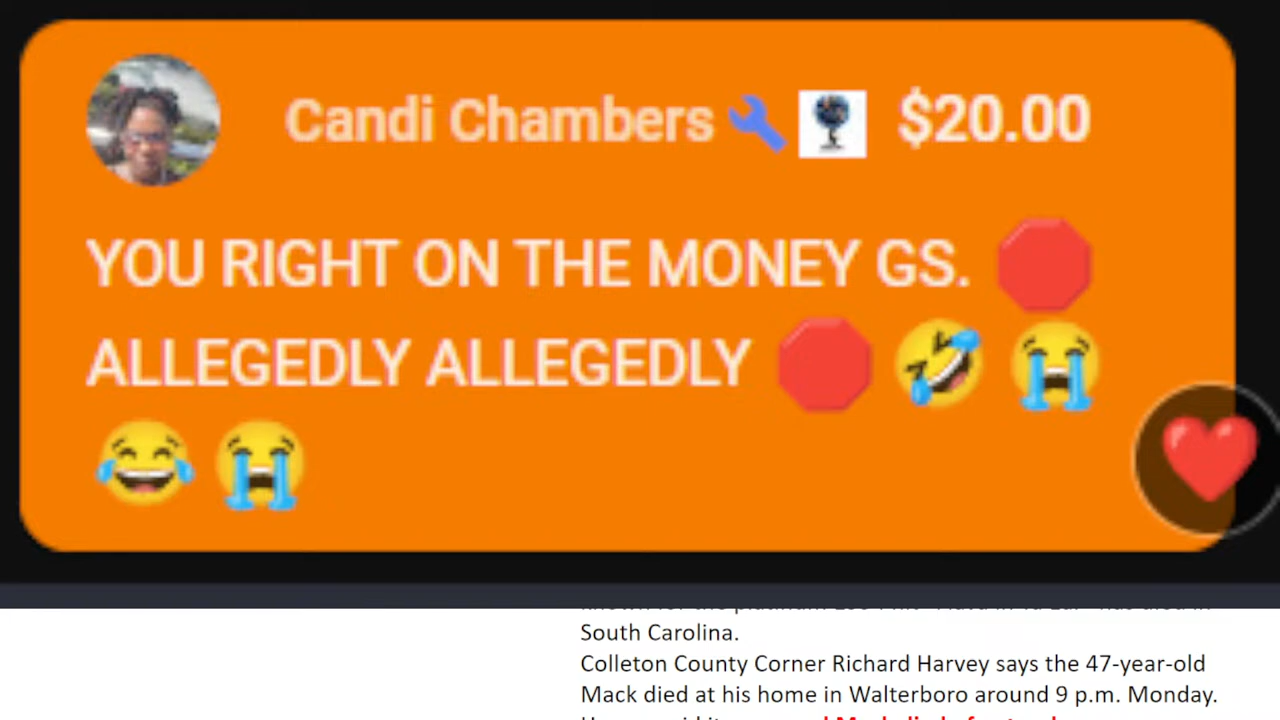 Candi Chambers $20.00
YOU RIGHT ON THE MONEY GS. 🛑
ALLEGEDLY ALLEGEDLY 🛑 🤣 😭
😂 😭
South Carolina.
Colleton County Corner Richard Harvey says the 47-year-old
Mack died at his home in Walterboro around 9 p.m. Monday.